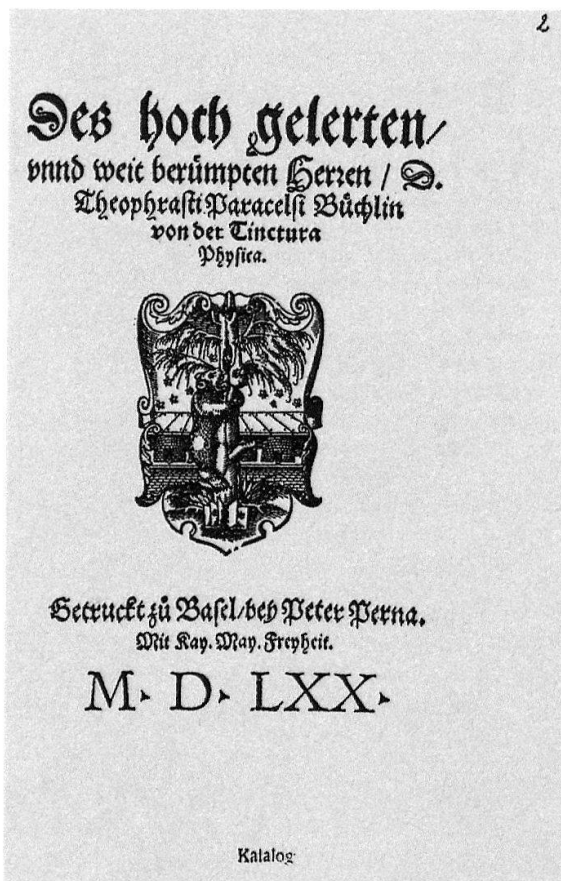 2
Des hoch gelerten/
vnnd weit berümpten Herren / D.
Theophrasti Paracelsi Büchlin
von der Tinctura
Physica.
Getruckt zů Basel/bey Peter Perna.
Mit Kay. May. Freyheit.
M. D. LXX.
Katalog